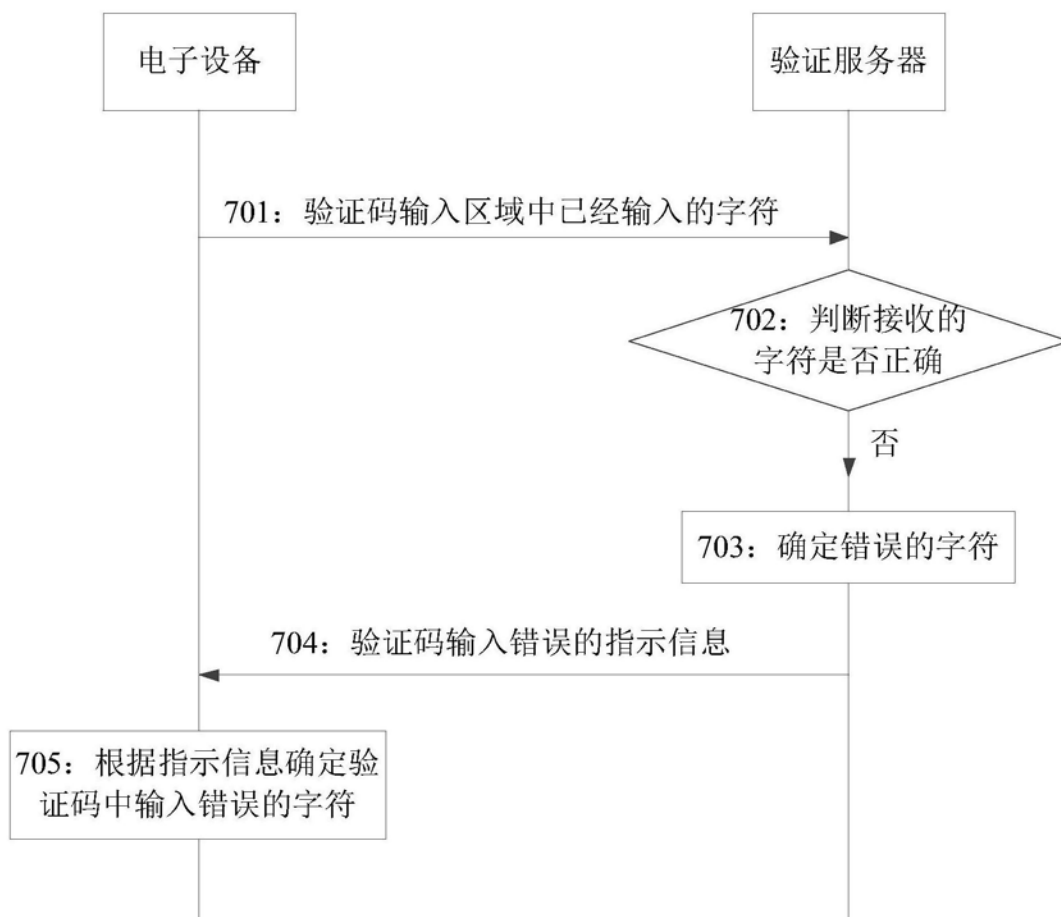 电子设备
验证服务器
701：验证码输入区域中已经输入的字符
702：判断接收的
字符是否正确
否
703：确定错误的字符
704：验证码输入错误的指示信息
705：根据指示信息确定验
证码中输入错误的字符